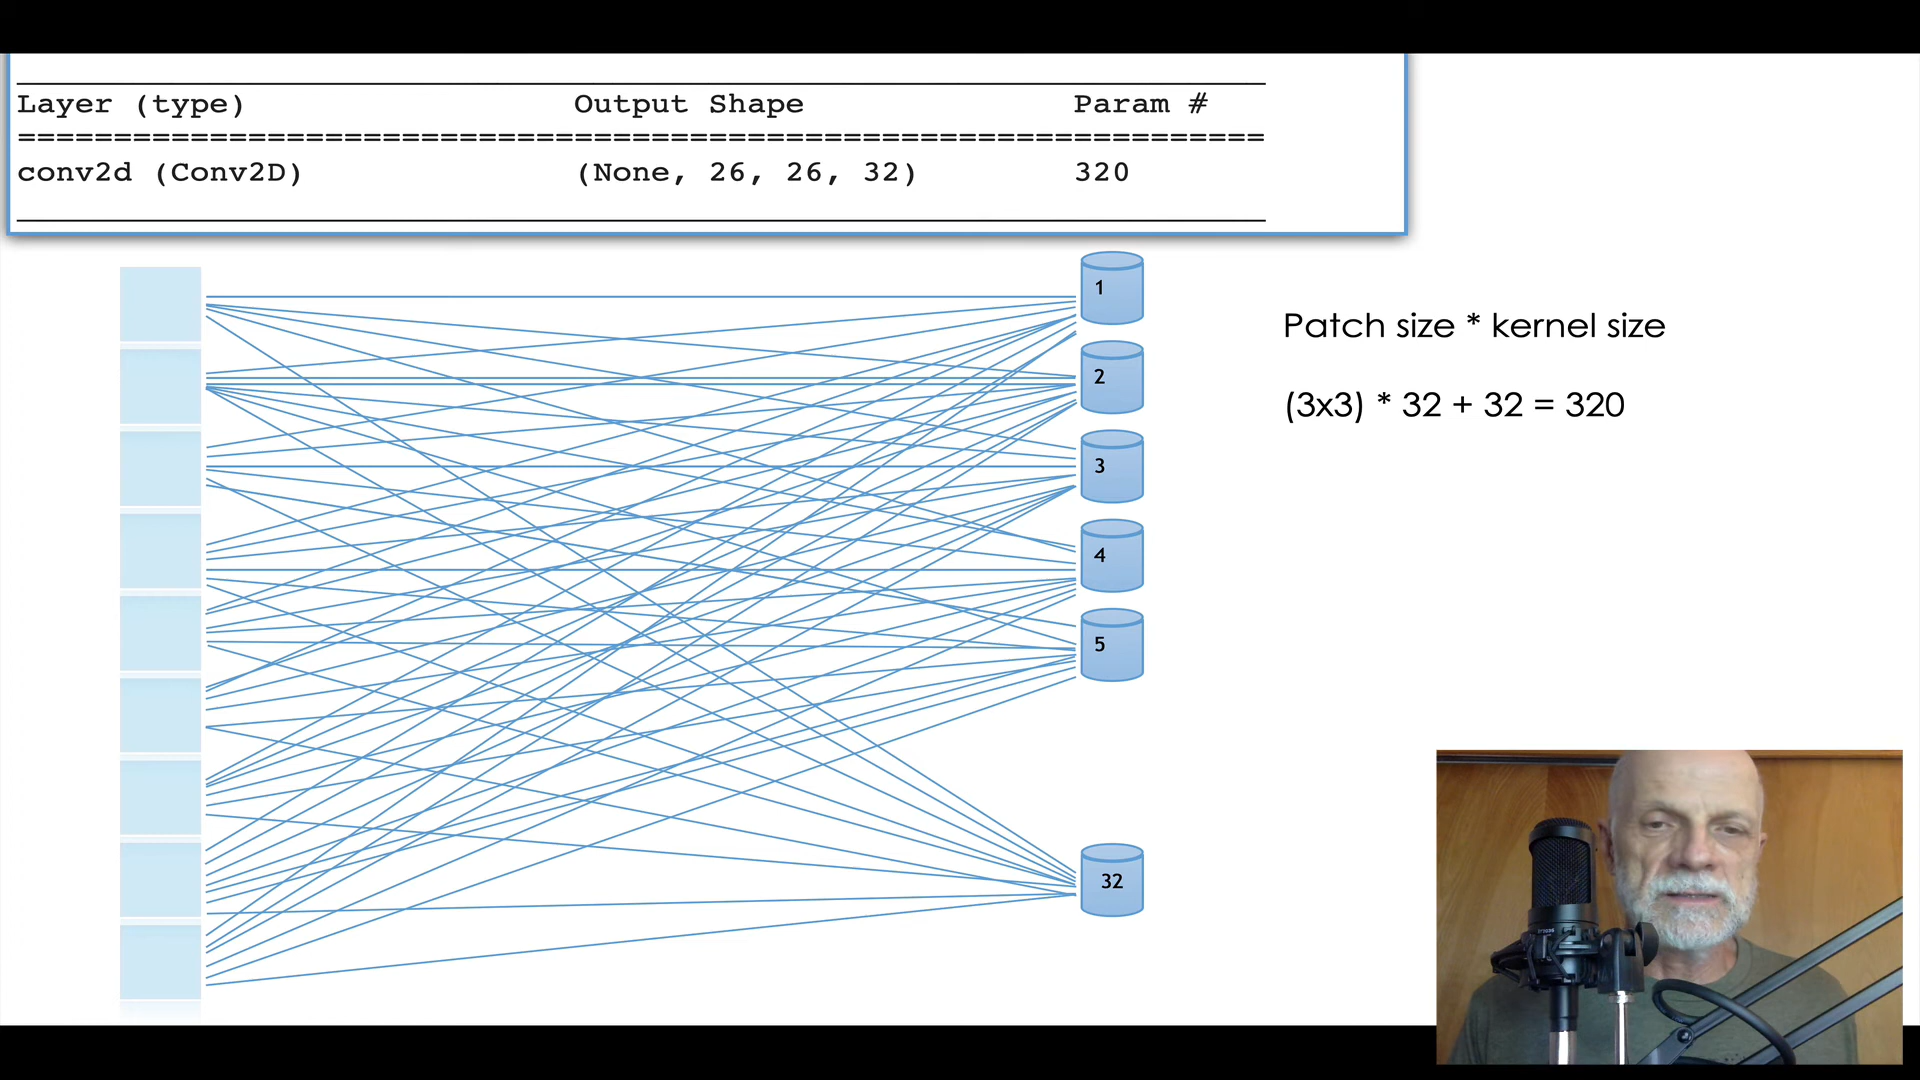 Layer (type) Output Shape Param #
=================================================================
conv2d (Conv2D) (None, 26, 26, 32) 320
1
2
3
4
5
32
Patch size * kernel size
(3x3) * 32 + 32 = 320